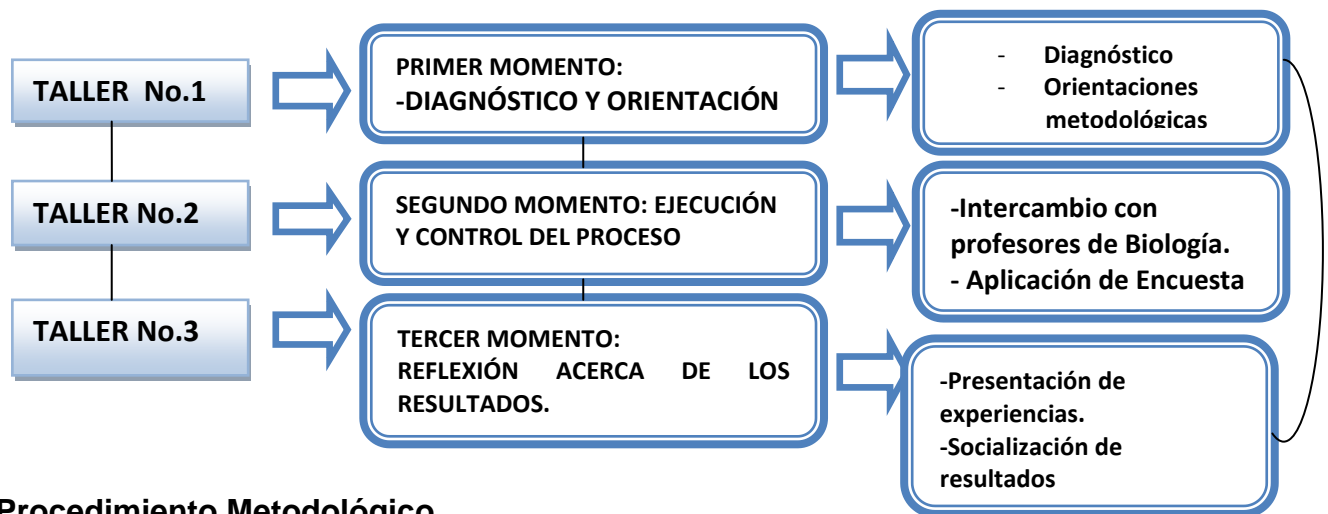 TALLER No.1
PRIMER MOMENTO:
-DIAGNÓSTICO Y ORIENTACIÓN
- Diagnóstico
- Orientaciones
metodológicas
TALLER No.2
SEGUNDO MOMENTO: EJECUCIÓN
Y CONTROL DEL PROCESO
-Intercambio con
profesores de Biología.
- Aplicación de Encuesta
TALLER No.3
TERCER MOMENTO:
REFLEXIÓN ACERCA DE LOS
RESULTADOS.
-Presentación de
experiencias.
-Socialización de
resultados
Procedimiento Metodológico